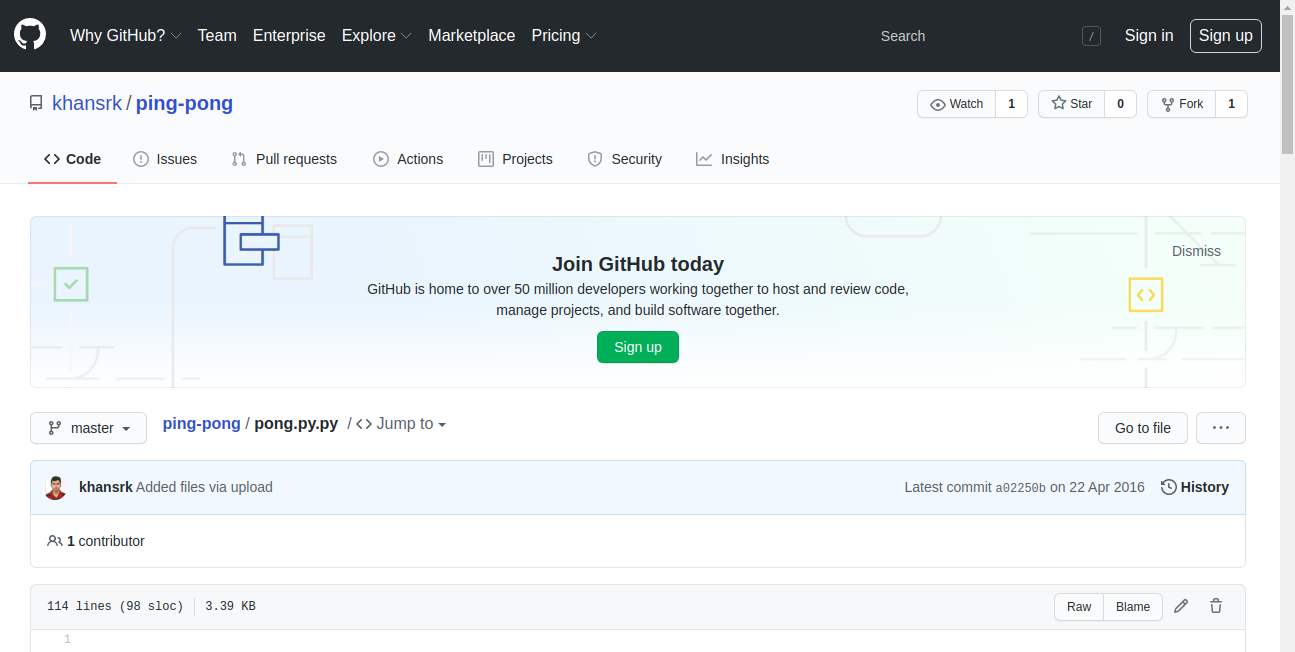 Why GitHub? Team Enterprise Explore Marketplace Pricing Search / Sign in Sign up
khansrk / ping-pong Watch 1 Star 0 Fork 1
Code Issues Pull requests Actions Projects Security Insights
Dismiss
Join GitHub today
GitHub is home to over 50 million developers working together to host and review code,
manage projects, and build software together.
Sign up
master ping-pong / pong.py.py / <> Jump to Go to file ...
khansrk Added files via upload Latest commit a02250b on 22 Apr 2016 History
1 contributor
114 lines (98 sloc) 3.39 KB Raw Blame
1